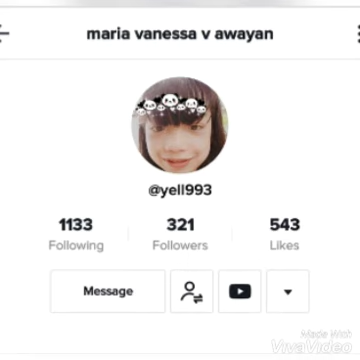 maria vanessa v awayan
@yell993
1133 321 543
Following Followers Likes
Message
Made With
VivaVideo